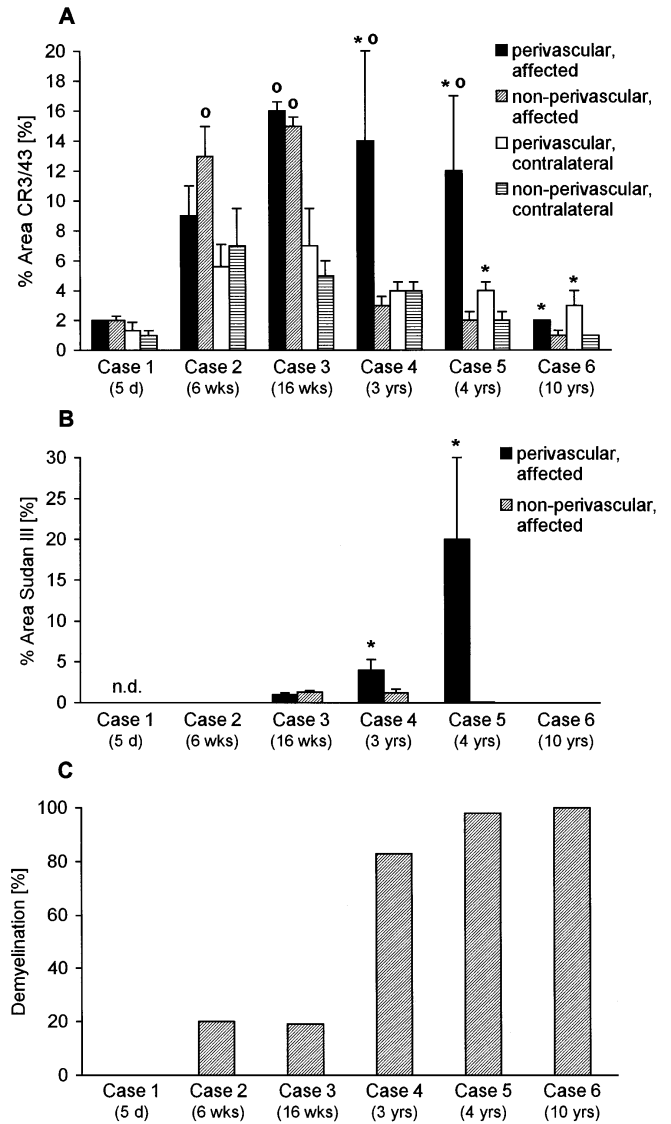 A
% Area CR3/43 [%]
20
18
16
14
12
10
8
6
4
2
0
o
o
o
* o
* o
*
*
*
perivascular,
affected
non-perivascular,
affected
perivascular,
contralateral
non-perivascular,
contralateral
Case 1 Case 2 Case 3 Case 4 Case 5 Case 6
(5 d) (6 wks) (16 wks) (3 yrs) (4 yrs) (10 yrs)
B
% Area Sudan III [%]
30
25
20
15
10
5
0
n.d.
*
*
perivascular,
affected
non-perivascular,
affected
Case 1 Case 2 Case 3 Case 4 Case 5 Case 6
(5 d) (6 wks) (16 wks) (3 yrs) (4 yrs) (10 yrs)
C
Demyelination [%]
100
80
60
40
20
0
Case 1 Case 2 Case 3 Case 4 Case 5 Case 6
(5 d) (6 wks) (16 wks) (3 yrs) (4 yrs) (10 yrs)